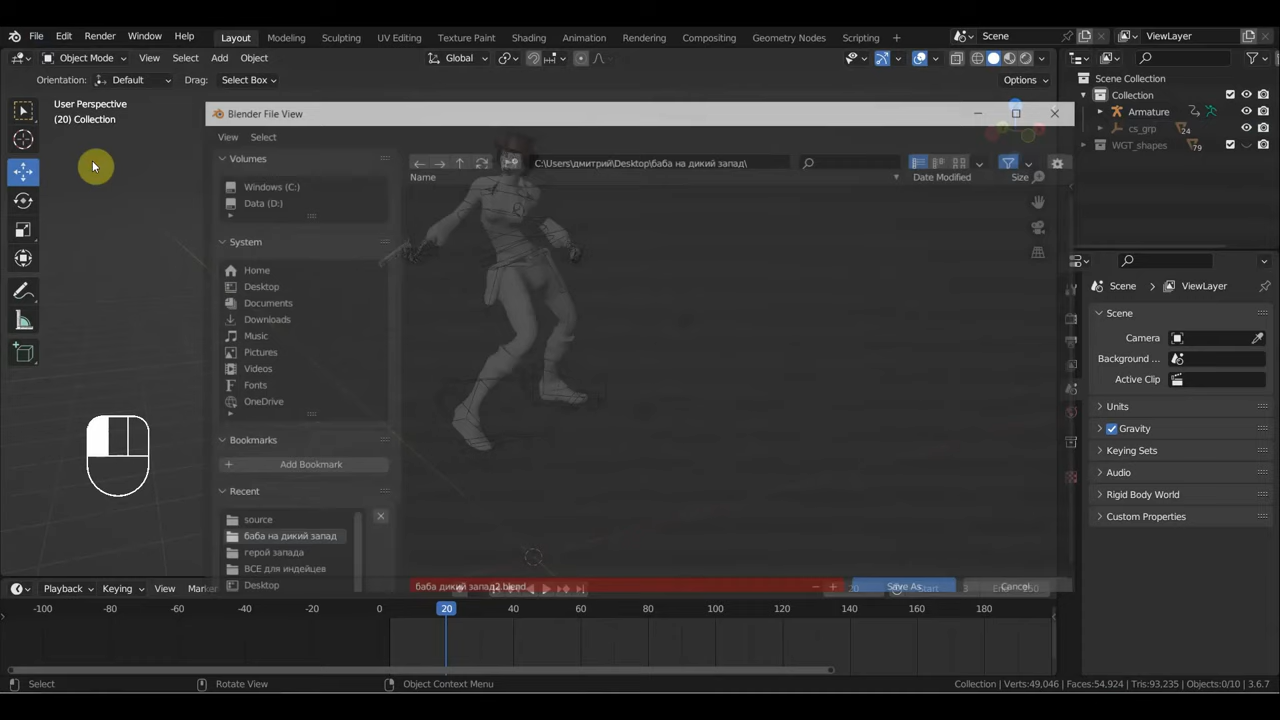 File Edit Render Window Help Layout Modeling Sculpting UV Editing Texture Paint Shading Animation Rendering Compositing Geometry Nodes Scripting + Scene ViewLayer
Object Mode View Select Add Object Global Options
Orientation: Default Drag: Select Box
User Perspective
(20) Collection
Scene Collection
Collection
Armature
cs_grp 24
WGT_shapes 79
Blender File View
View Select
Volumes
Windows (C:)
Data (D:)
System
Home
Desktop
Documents
Downloads
Music
Pictures
Videos
Fonts
OneDrive
Bookmarks
Add Bookmark
Recent
source
баба на дикий запад
герой запада
ВСЕ для индейцев
Desktop
C:\Users\дмитрий\Desktop\баба на дикий запад\
Name Date Modified Size
баба дикий запад2.blend Save As Cancel
Scene ViewLayer
Scene
Camera
Background ...
Active Clip
Units
Gravity
Keying Sets
Audio
Rigid Body World
Custom Properties
Playback Keying View Marker 20 Start End
-100 -80 -60 -40 -20 0 20 40 60 80 100 120 140 160 180
Select Rotate View Object Context Menu Collection | Verts:49,046 | Faces:54,924 | Tris:93,235 | Objects:0/10 | 3.6.7